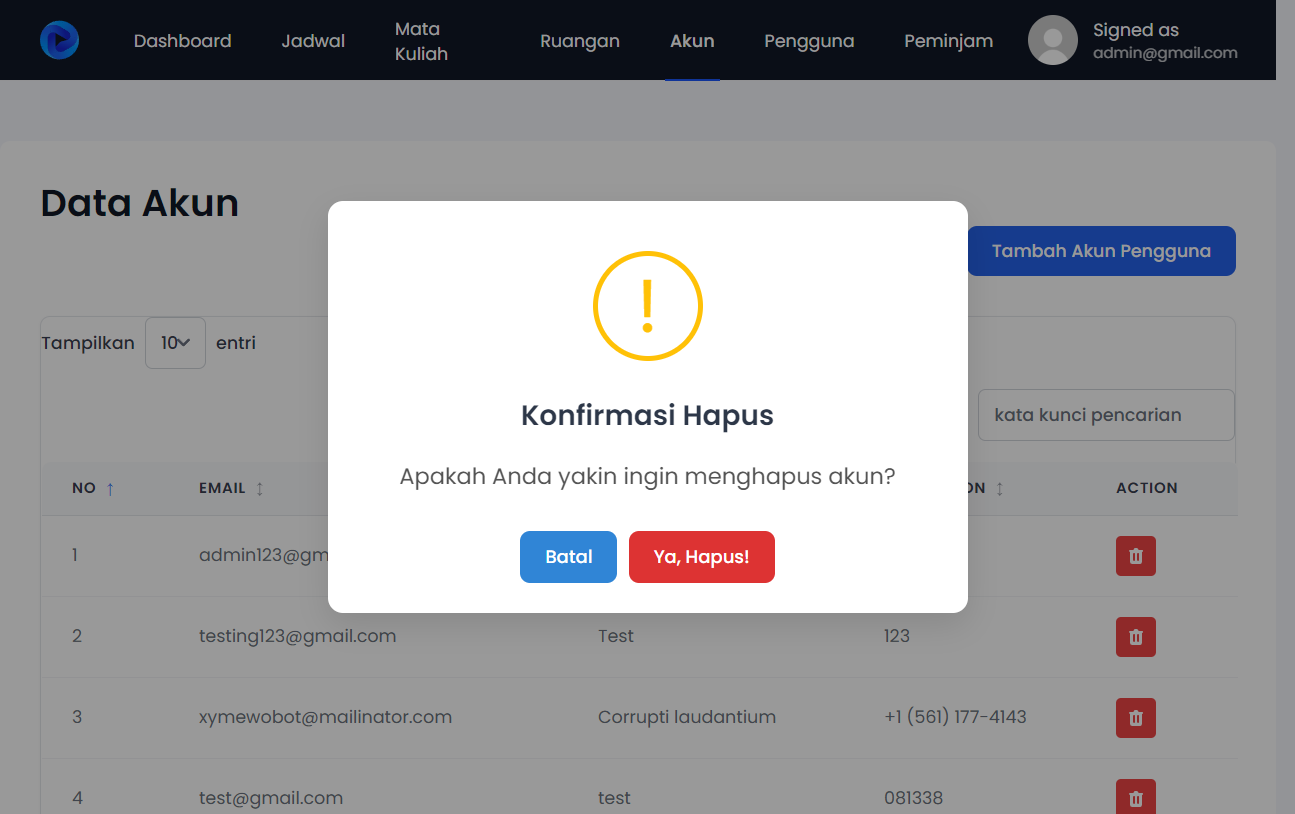 Dashboard
Jadwal
Mata
Kuliah
Ruangan
Akun
Pengguna
Peminjam
Signed as
admin@gmail.com
Data Akun
Tambah Akun Pengguna
Tampilkan 10 entri
kata kunci pencarian
!
Konfirmasi Hapus
Apakah Anda yakin ingin menghapus akun?
Batal
Ya, Hapus!
NO ↑ EMAIL ↕ ON ↕ ACTION
1 admin123@gm
2 testing123@gmail.com Test 123
3 xymewobot@mailinator.com Corrupti laudantium +1 (561) 177-4143
4 test@gmail.com test 081338